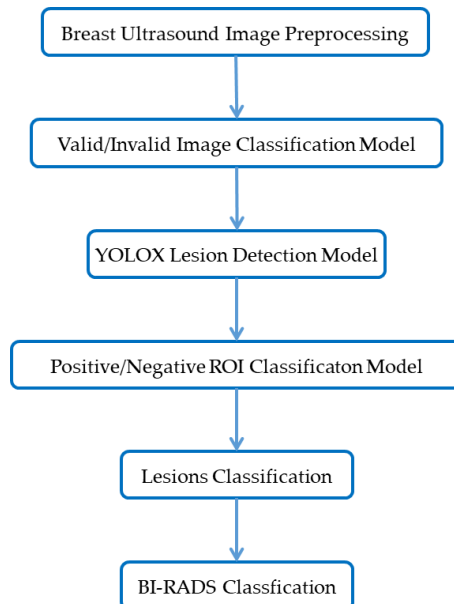 Breast Ultrasound Image Preprocessing
Valid/Invalid Image Classification Model
YOLOX Lesion Detection Model
Positive/Negative ROI Classificaton Model
Lesions Classification
BI-RADS Classfication